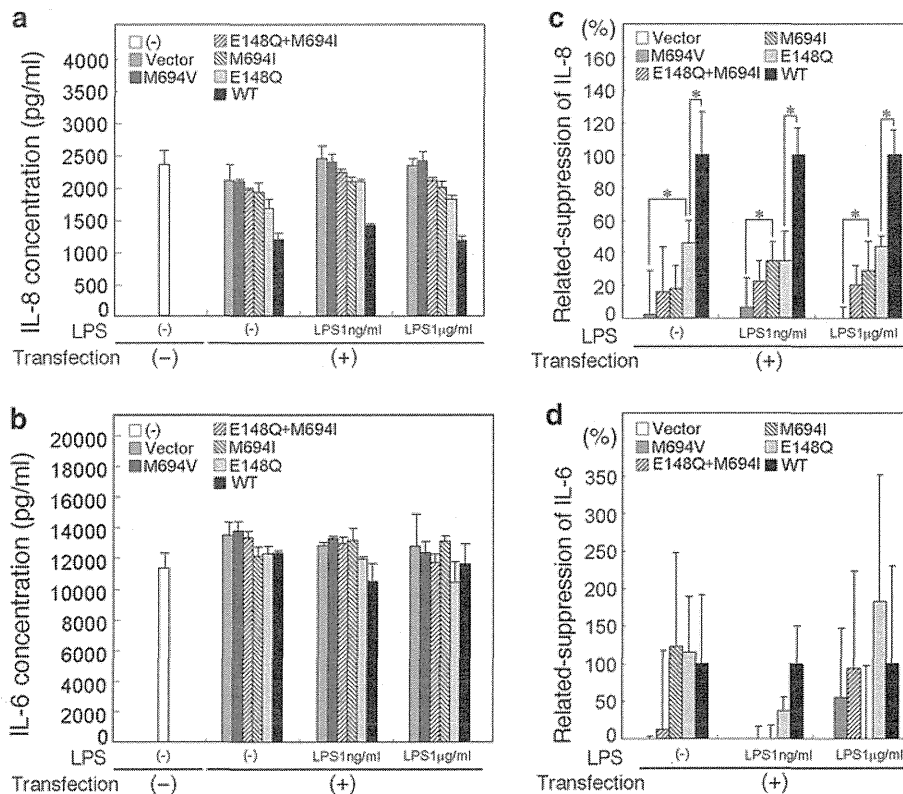 a
IL-8 concentration (pg/ml)
4000
3500
3000
2500
2000
1500
1000
500
0
(-)
Vector
M694V
E148Q+M694I
M694I
E148Q
WT
LPS
(-)
LPS1ng/ml
LPS1μg/ml
Transfection
(−)
(+)
b
IL-6 concentration (pg/ml)
20000
18000
16000
14000
12000
10000
8000
6000
4000
2000
0
(-)
Vector
M694V
E148Q+M694I
M694I
E148Q
WT
LPS
(-)
LPS1ng/ml
LPS1μg/ml
Transfection
(−)
(+)
c
(%)
Related-suppression of IL-8
160
140
120
100
80
60
40
20
0
Vector
M694V
E148Q+M694I
M694I
E148Q
WT
*
*
*
*
*
*
LPS
(-)
LPS1ng/ml
LPS1μg/ml
Transfection
(+)
d
(%)
Related-suppression of IL-6
350
300
250
200
150
100
50
0
Vector
M694V
E148Q+M694I
M694I
E148Q
WT
LPS
(-)
LPS1ng/ml
LPS1μg/ml
Transfection
(+)